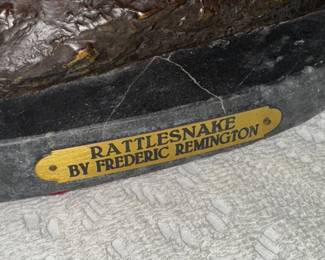 RATTLESNAKE
BY FREDERIC REMINGTON